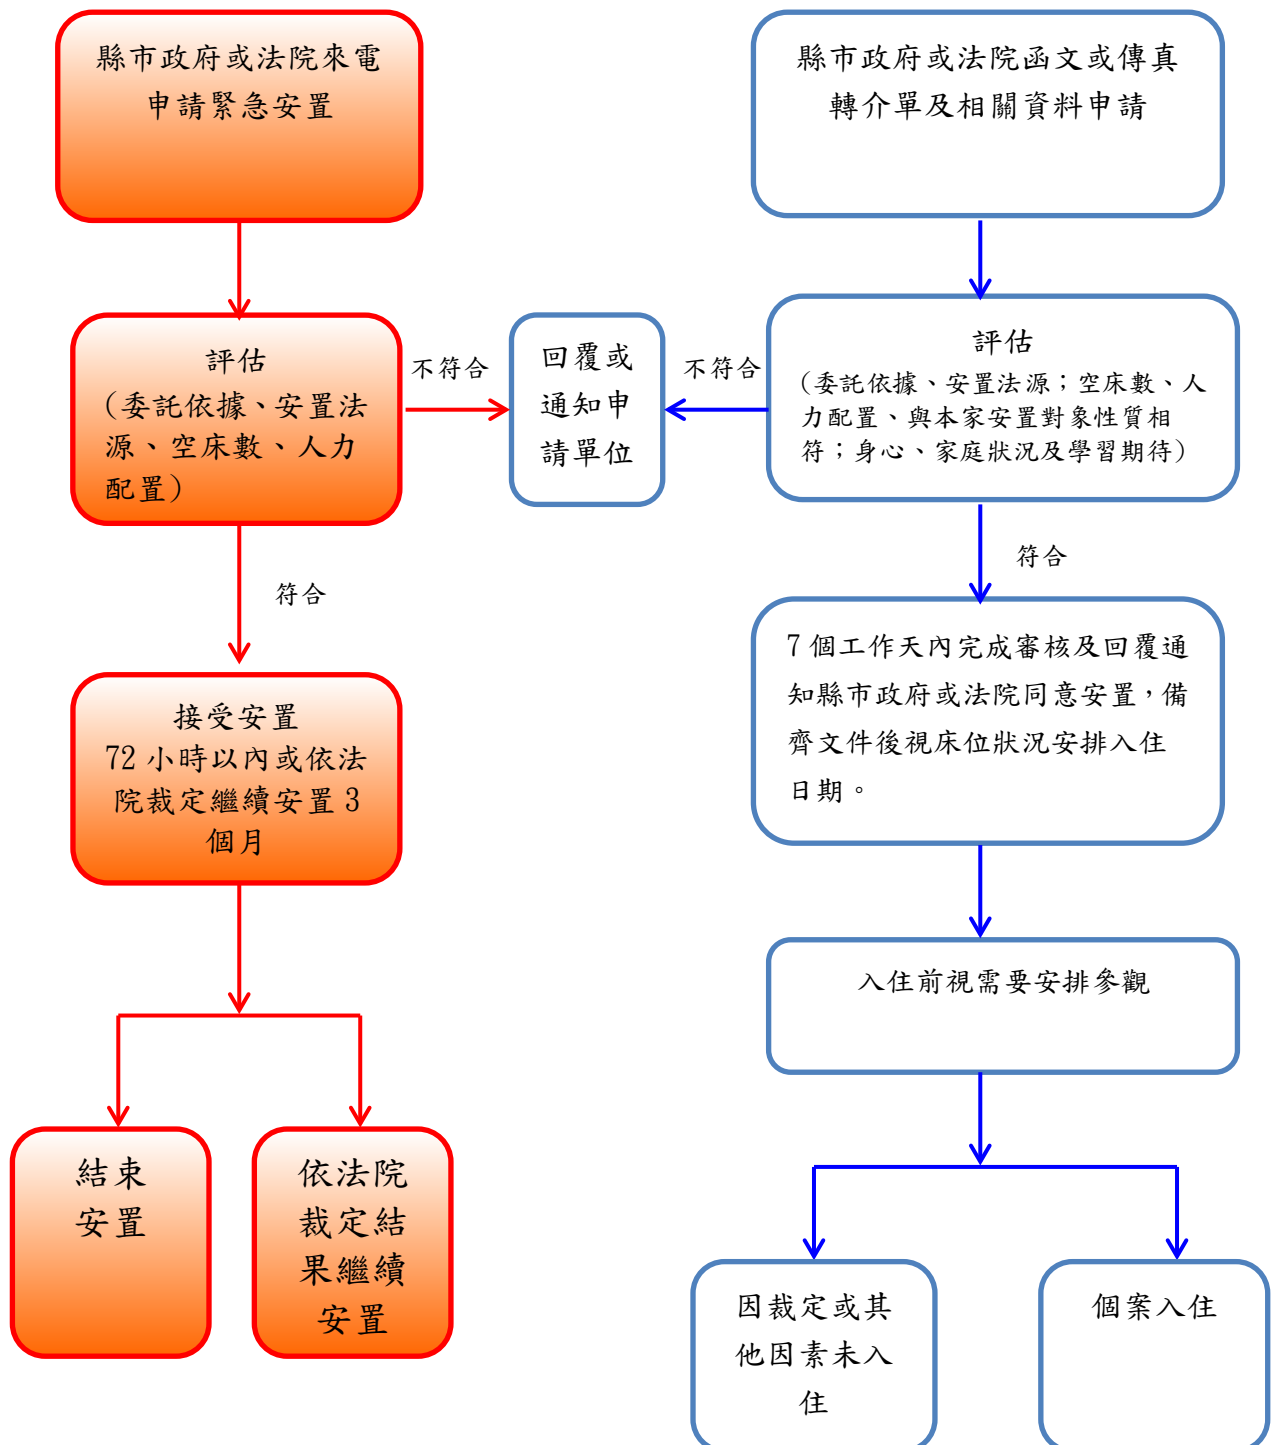 縣市政府或法院來電
申請緊急安置
縣市政府或法院函文或傳真
轉介單及相關資料申請
評估
(委託依據、安置法
源、空床數、人力
配置)
不符合
回覆或
通知申
請單位
不符合
評估
(委託依據、安置法源；空床數、人
力配置、與本家安置對象性質相
符；身心、家庭狀況及學習期待)
符合
符合
接受安置
72 小時以內或依法
院裁定繼續安置 3
個月
7 個工作天內完成審核及回覆通
知縣市政府或法院同意安置，備
齊文件後視床位狀況安排入住
日期。
入住前視需要安排參觀
結束
安置
依法院
裁定結
果繼續
安置
因裁定或其
他因素未入
住
個案入住